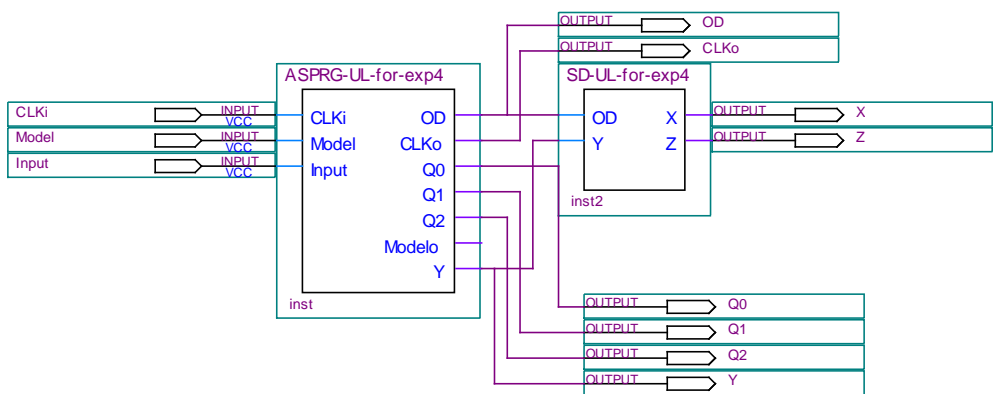 OUTPUT OD
OUTPUT CLKo
ASPRG-UL-for-exp4
SD-UL-for-exp4
CLKi INPUT VCC
Model INPUT VCC
Input INPUT VCC
CLKi OD
Model CLKo
Input Q0
Q1
Q2
Modelo
Y
inst
OD X
Y Z
inst2
OUTPUT X
OUTPUT Z
OUTPUT Q0
OUTPUT Q1
OUTPUT Q2
OUTPUT Y